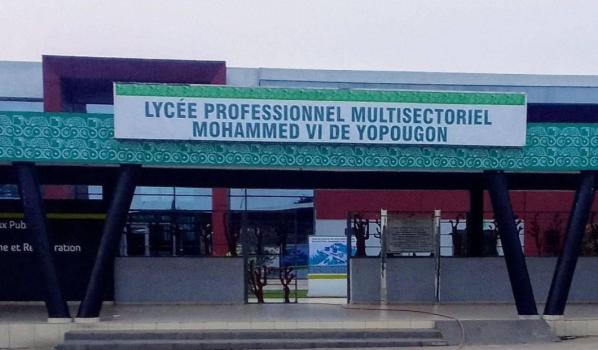 LYCÉE PROFESSIONNEL MULTISECTORIEL
MOHAMMED VI DE YOPOUGON